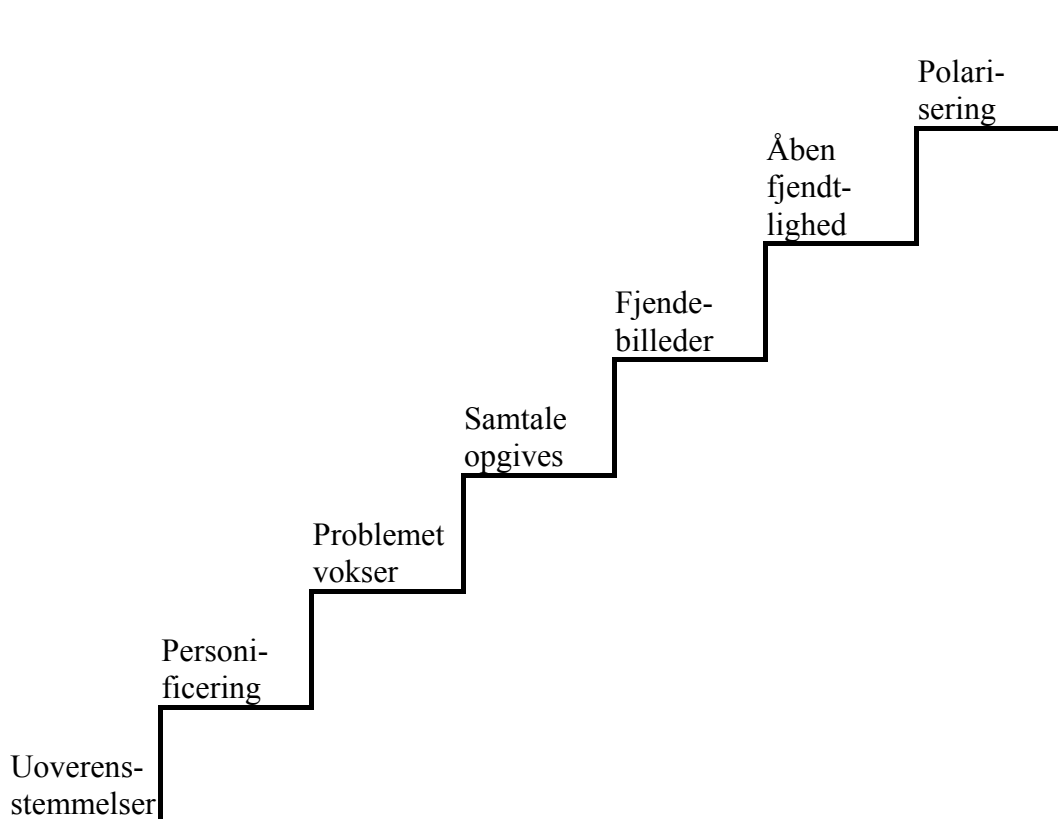 Polari-
sering
Åben
fjendt-
lighed
Fjende-
billeder
Samtale
opgives
Problemet
vokser
Personi-
ficering
Uoverens-
stemmelser